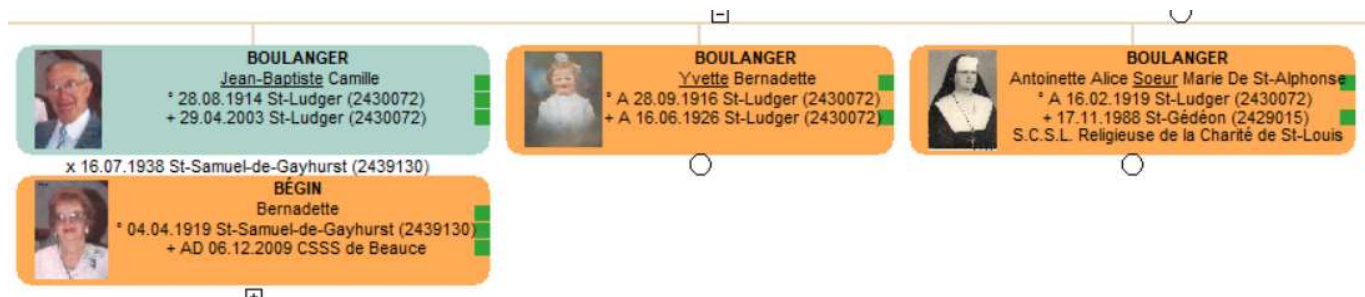 BOULANGER
Jean-Baptiste Camille
° 28.08.1914 St-Ludger (2430072)
+ 29.04.2003 St-Ludger (2430072)
x 16.07.1938 St-Samuel-de-Gayhurst (2439130)
BÉGIN
Bernadette
° 04.04.1919 St-Samuel-de-Gayhurst (2439130)
+ AD 06.12.2009 CSSS de Beauce
BOULANGER
Yvette Bernadette
° A 28.09.1916 St-Ludger (2430072)
+ A 16.06.1926 St-Ludger (2430072)
BOULANGER
Antoinette Alice Soeur Marie De St-Alphonse
° A 16.02.1919 St-Ludger (2430072)
+ 17.11.1988 St-Gédéon (2429015)
S.C.S.L. Religieuse de la Charité de St-Louis